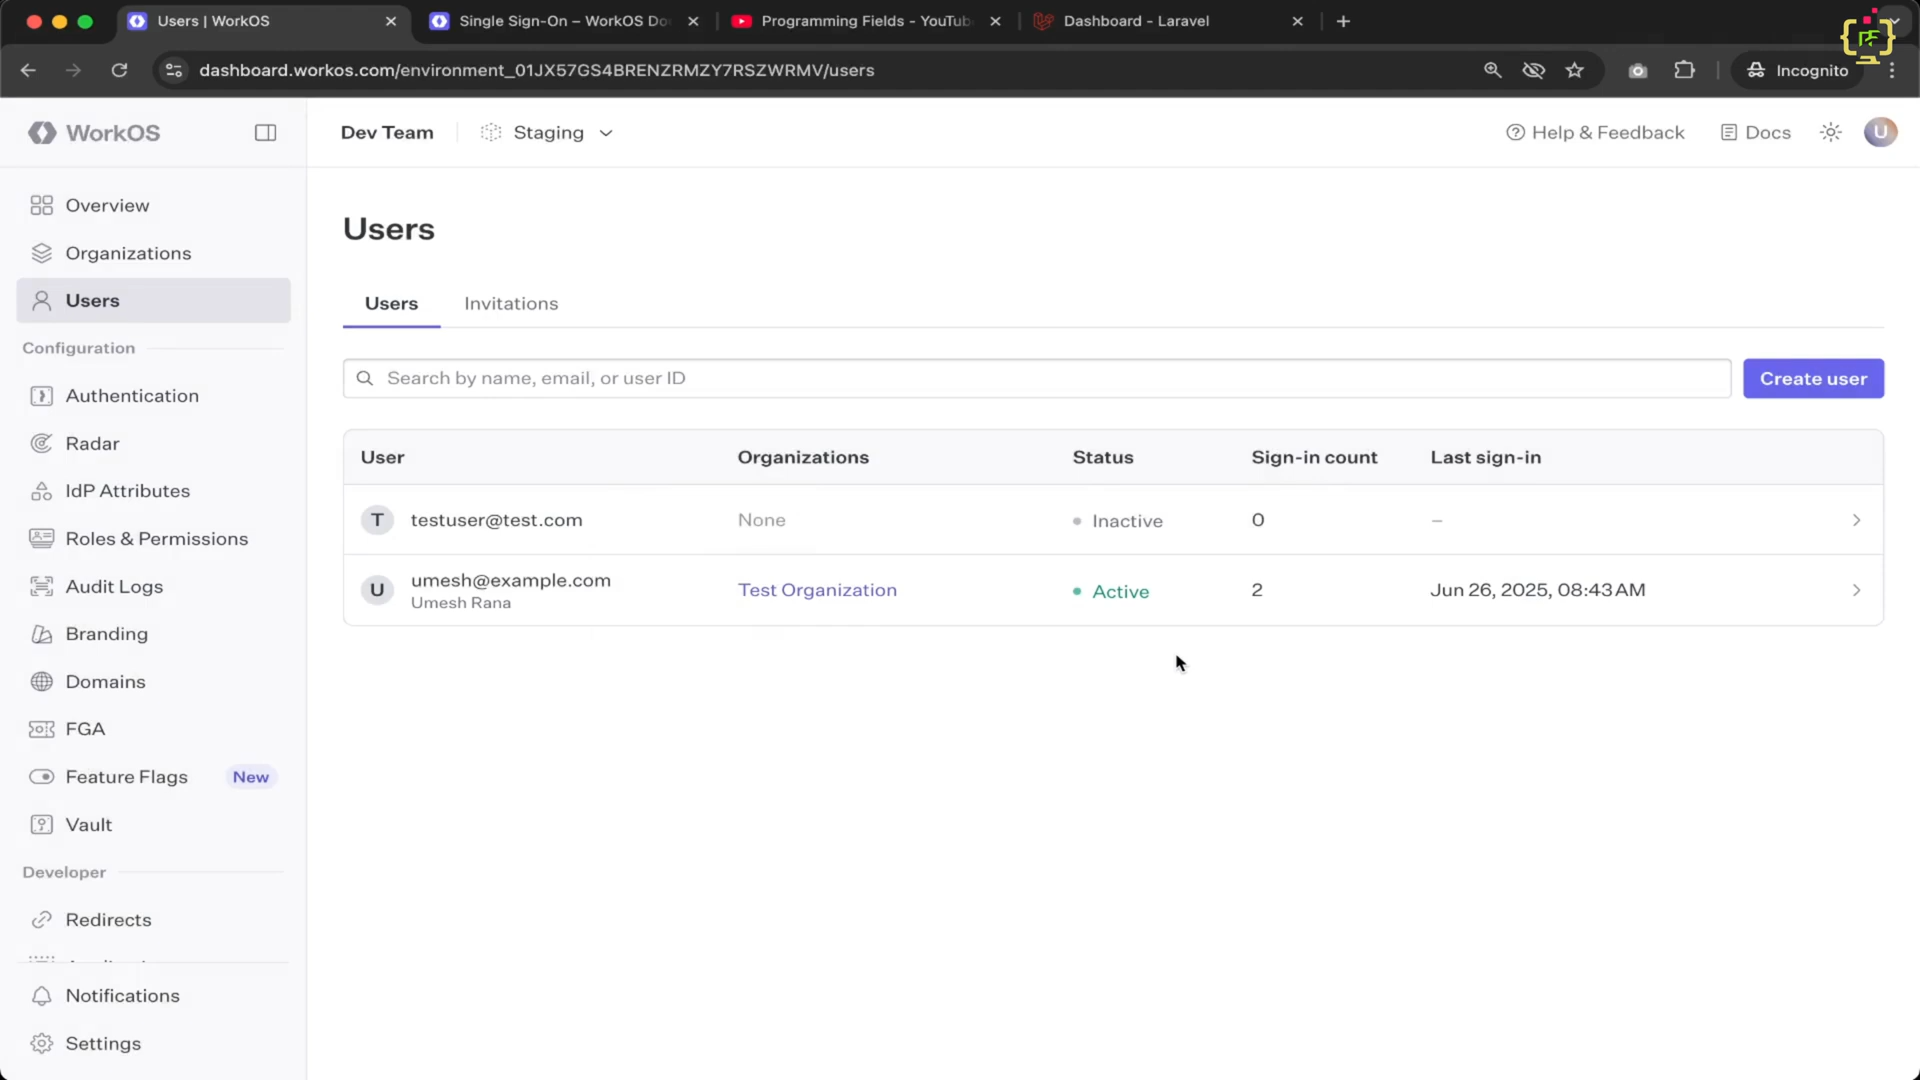 Users | WorkOS
Single Sign-On – WorkOS Do
Programming Fields - YouTub
Dashboard - Laravel
dashboard.workos.com/environment_01JX57GS4BRENZRMZY7RSZWRMV/users
Incognito
WorkOS
Dev Team
Staging
Help & Feedback
Docs
U
Overview
Organizations
Users
Configuration
Authentication
Radar
IdP Attributes
Roles & Permissions
Audit Logs
Branding
Domains
FGA
Feature Flags New
Vault
Developer
Redirects
Notifications
Settings
Users
Users Invitations
Search by name, email, or user ID
Create user
User Organizations Status Sign-in count Last sign-in
T testuser@test.com None Inactive 0 –
U umesh@example.com Test Organization Active 2 Jun 26, 2025, 08:43 AM
Umesh Rana